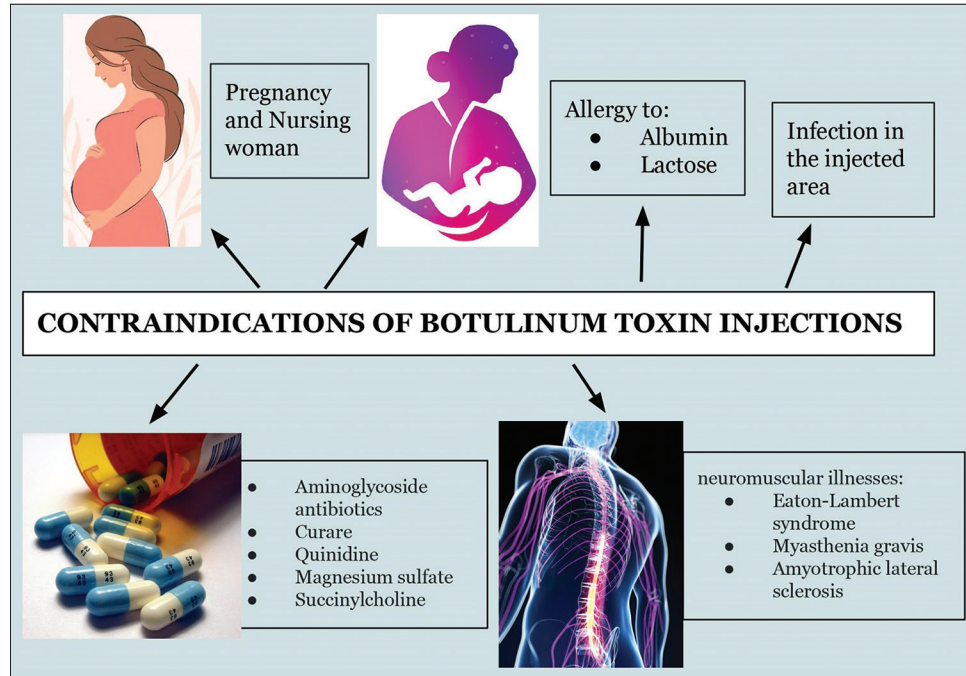 Pregnancy
and Nursing
woman
Allergy to:
● Albumin
● Lactose
Infection in
the injected
area
CONTRAINDICATIONS OF BOTULINUM TOXIN INJECTIONS
● Aminoglycoside
antibiotics
● Curare
● Quinidine
● Magnesium sulfate
● Succinylcholine
neuromuscular illnesses:
● Eaton-Lambert
syndrome
● Myasthenia gravis
● Amyotrophic lateral
sclerosis